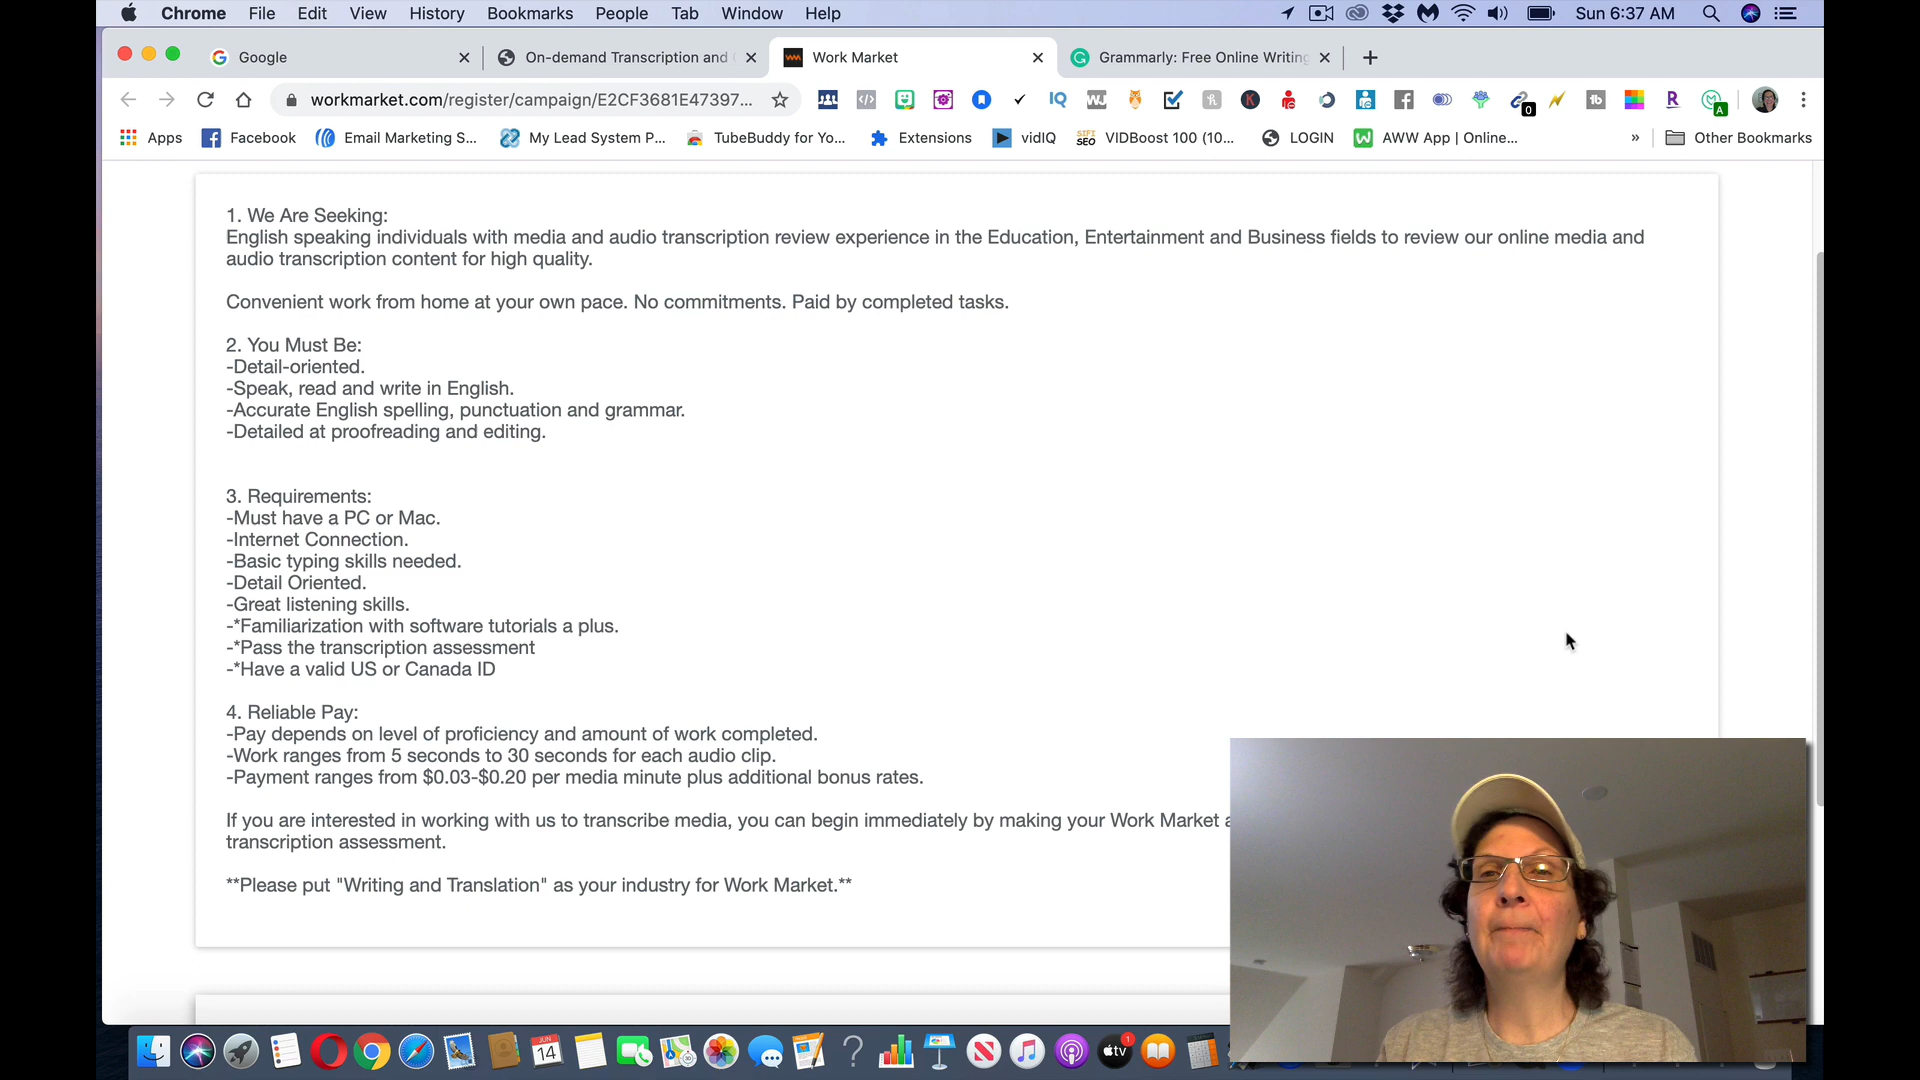 Chrome File Edit View History Bookmarks People Tab Window Help Sun 6:37 AM
Google On-demand Transcription and Work Market Grammarly: Free Online Writing
workmarket.com/register/campaign/E2CF3681E47397...
Apps Facebook Email Marketing S... My Lead System P... TubeBuddy for Yo... Extensions vidIQ VIDBoost 100 (10... LOGIN AWW App | Online... » Other Bookmarks
1. We Are Seeking:
English speaking individuals with media and audio transcription review experience in the Education, Entertainment and Business fields to review our online media and
audio transcription content for high quality.
Convenient work from home at your own pace. No commitments. Paid by completed tasks.
2. You Must Be:
-Detail-oriented.
-Speak, read and write in English.
-Accurate English spelling, punctuation and grammar.
-Detailed at proofreading and editing.
3. Requirements:
-Must have a PC or Mac.
-Internet Connection.
-Basic typing skills needed.
-Detail Oriented.
-Great listening skills.
-*Familiarization with software tutorials a plus.
-*Pass the transcription assessment
-*Have a valid US or Canada ID
4. Reliable Pay:
-Pay depends on level of proficiency and amount of work completed.
-Work ranges from 5 seconds to 30 seconds for each audio clip.
-Payment ranges from $0.03-$0.20 per media minute plus additional bonus rates.
If you are interested in working with us to transcribe media, you can begin immediately by making your Work Market
transcription assessment.
**Please put "Writing and Translation" as your industry for Work Market.**
JUN
14
tv
1